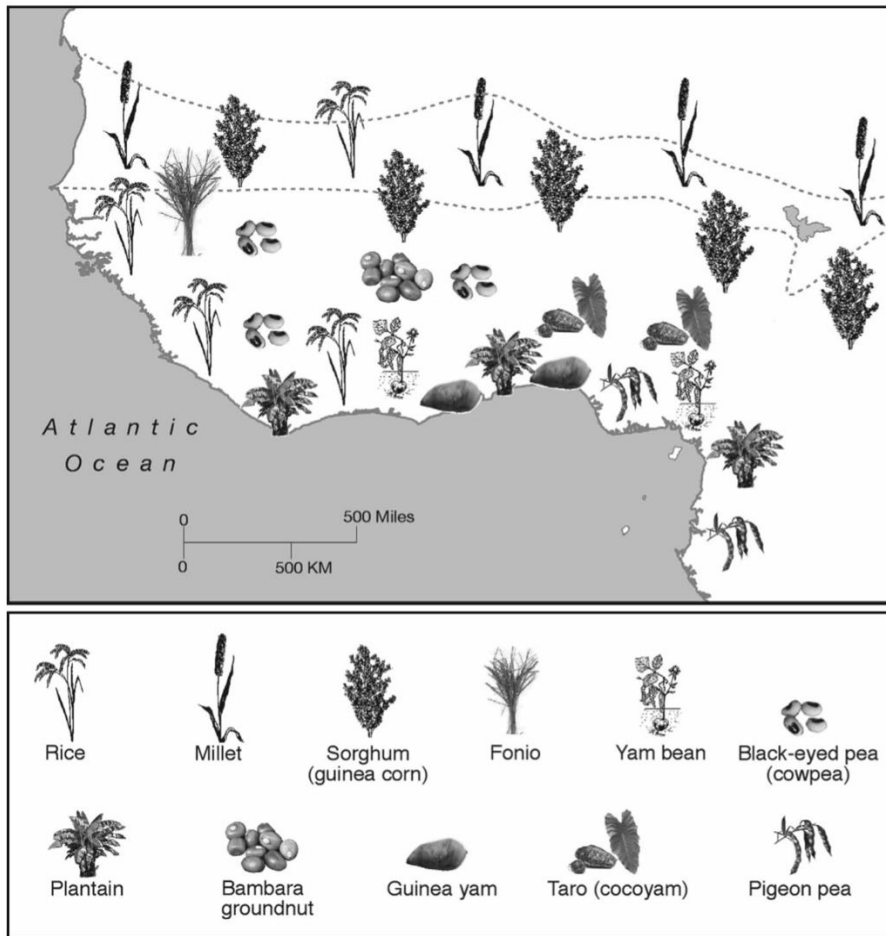 Atlantic
Ocean
0
500 Miles
0
500 KM
Rice
Millet
Sorghum
(guinea corn)
Fonio
Yam bean
Black-eyed pea
(cowpea)
Plantain
Bambara
groundnut
Guinea yam
Taro (cocoyam)
Pigeon pea